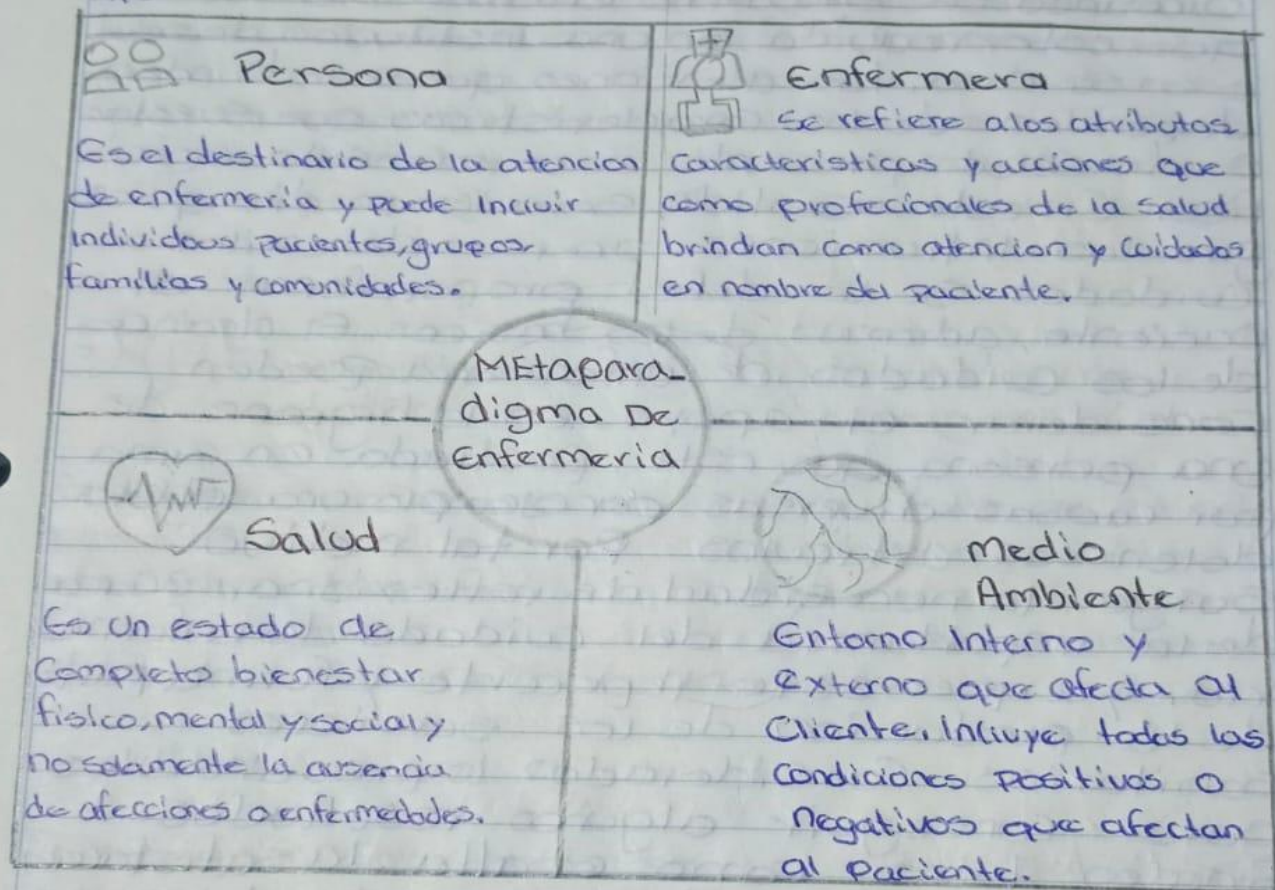 Persona
Es el destinario de la atencion
de enfermeria y puede Incluir
individuos pacientes, grupos,
familias y comunidades.
Enfermera
se refiere alos atributos
caracteristicas y acciones que
como profecionales de la salud
brindan como atencion y cuidados
en nombre del paciente.
MEtapara-
digma De
Enfermeria
Salud
Es un estado de
Completo bienestar
fisico, mental y social y
no solamente la ausencia
de afecciones o enfermedades.
medio
Ambiente
Entorno Interno y
externo que afecta al
Cliente, Incluye todas las
condiciones positivas o
negativos que afectan
al paciente.